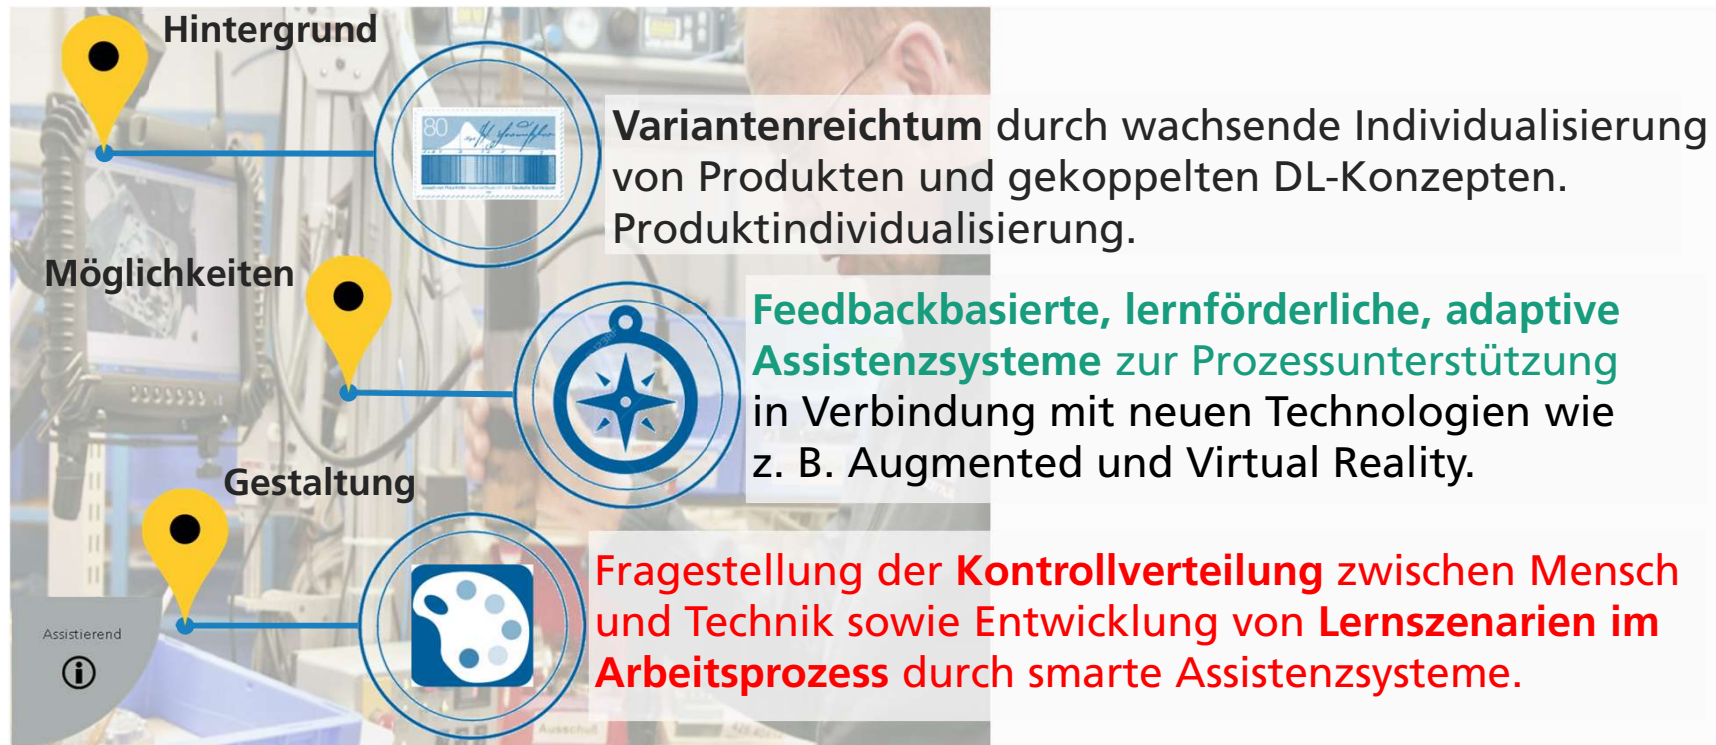 Hintergrund
80
Variantenreichtum durch wachsende Individualisierung
von Produkten und gekoppelten DL-Konzepten.
Produktindividualisierung.
Möglichkeiten
Feedbackbasierte, lernförderliche, adaptive
Assistenzsysteme zur Prozessunterstützung
in Verbindung mit neuen Technologien wie
z. B. Augmented und Virtual Reality.
Gestaltung
Fragestellung der Kontrollverteilung zwischen Mensch
und Technik sowie Entwicklung von Lernszenarien im
Arbeitsprozess durch smarte Assistenzsysteme.
Assistierend
Ausschuß